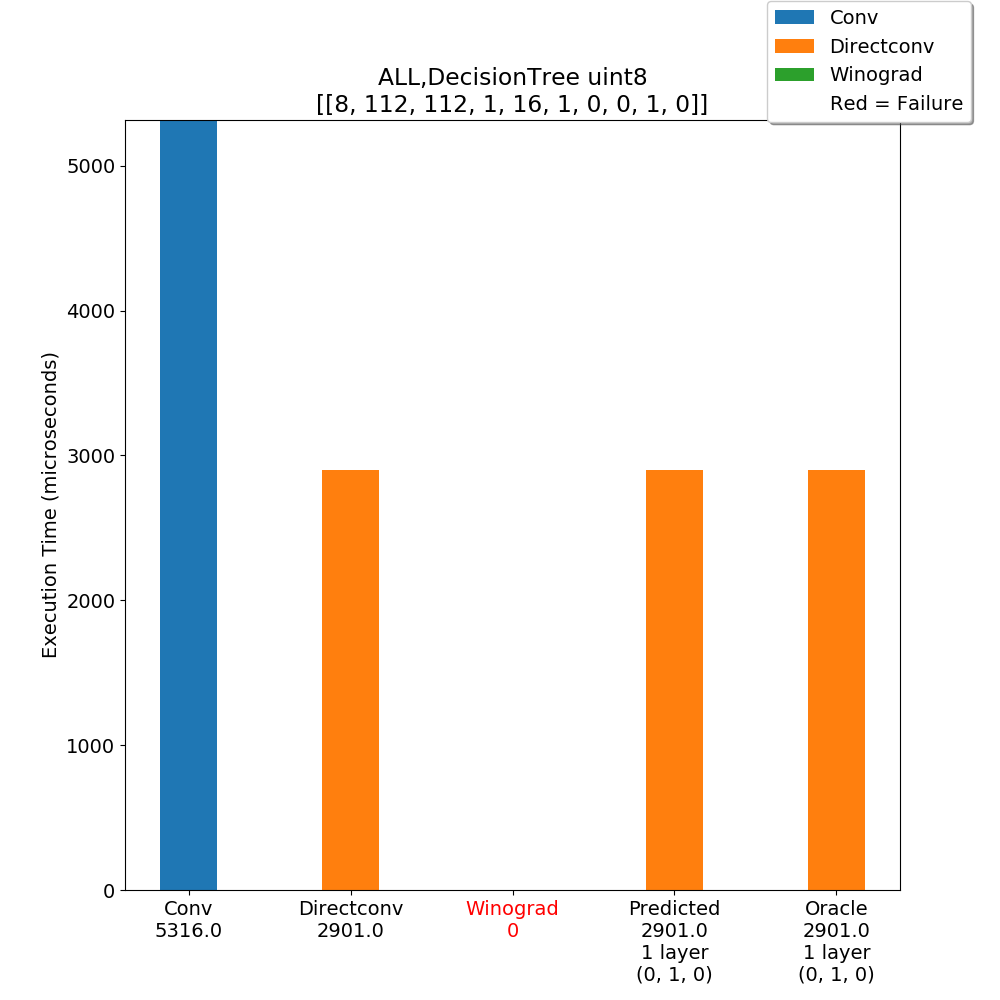 Conv
Directconv
Winograd
Red = Failure
ALL,DecisionTree uint8
[[8, 112, 112, 1, 16, 1, 0, 0, 1, 0]]
Execution Time (microseconds)
5000
4000
3000
2000
1000
0
Conv
5316.0
Directconv
2901.0
Winograd
0
Predicted
2901.0
1 layer
(0, 1, 0)
Oracle
2901.0
1 layer
(0, 1, 0)